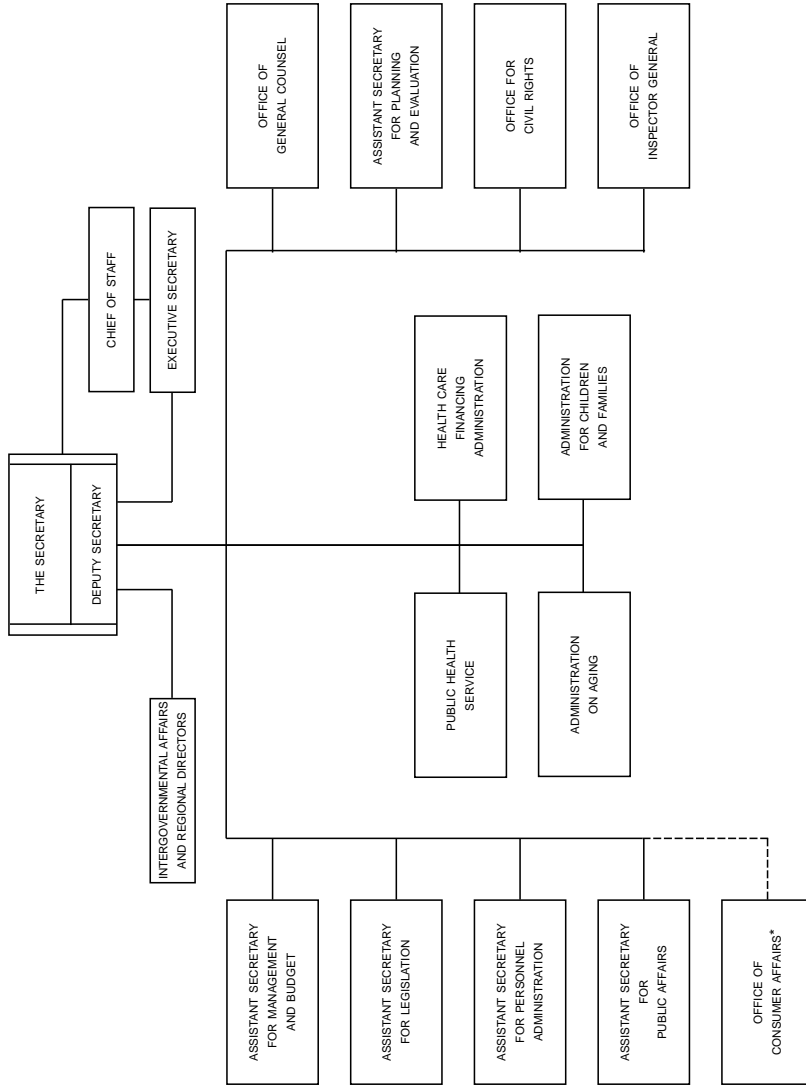 THE SECRETARY
DEPUTY SECRETARY
CHIEF OF STAFF
EXECUTIVE SECRETARY
INTERGOVERNMENTAL AFFAIRS
AND REGIONAL DIRECTORS
ASSISTANT SECRETARY
FOR MANAGEMENT
AND BUDGET
ASSISTANT SECRETARY
FOR LEGISLATION
ASSISTANT SECRETARY
FOR PERSONNEL
ADMINISTRATION
ASSISTANT SECRETARY
FOR
PUBLIC AFFAIRS
OFFICE OF
CONSUMER AFFAIRS*
PUBLIC HEALTH
SERVICE
HEALTH CARE
FINANCING
ADMINISTRATION
ADMINISTRATION
ON AGING
ADMINISTRATION
FOR CHILDREN
AND FAMILIES
OFFICE OF
GENERAL COUNSEL
ASSISTANT SECRETARY
FOR PLANNING
AND EVALUATION
OFFICE FOR
CIVIL RIGHTS
OFFICE OF
INSPECTOR GENERAL